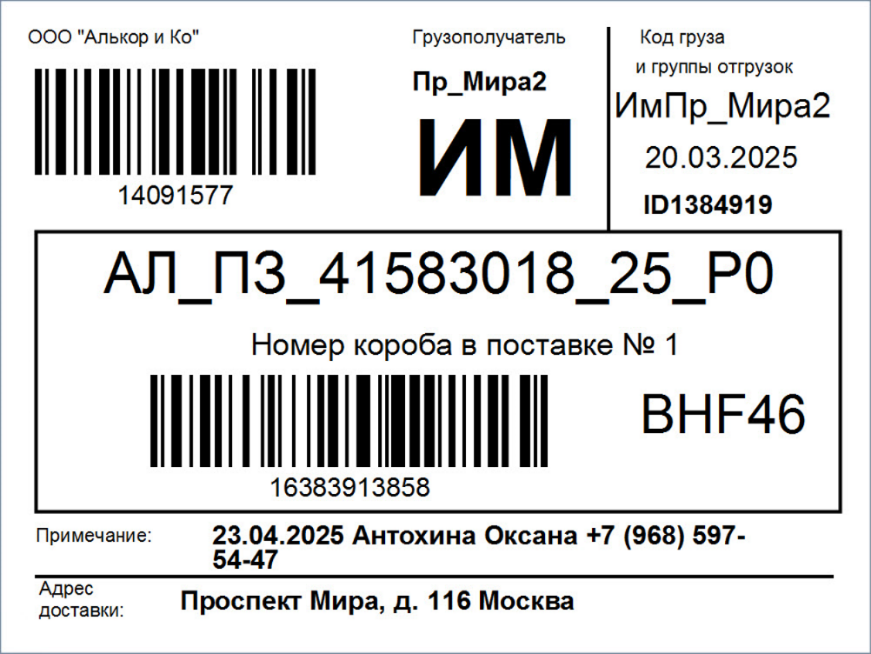 ООО "Алькор и Ко"
14091577
Грузополучатель
Пр_Мира2
ИМ
Код груза
и группы отгрузок
ИмПр_Мира2
20.03.2025
ID1384919
АЛ_ПЗ_41583018_25_Р0
Номер короба в поставке № 1
16383913858
BHF46
Примечание:
23.04.2025 Антохина Оксана +7 (968) 597-
54-47
Адрес
доставки:
Проспект Мира, д. 116 Москва